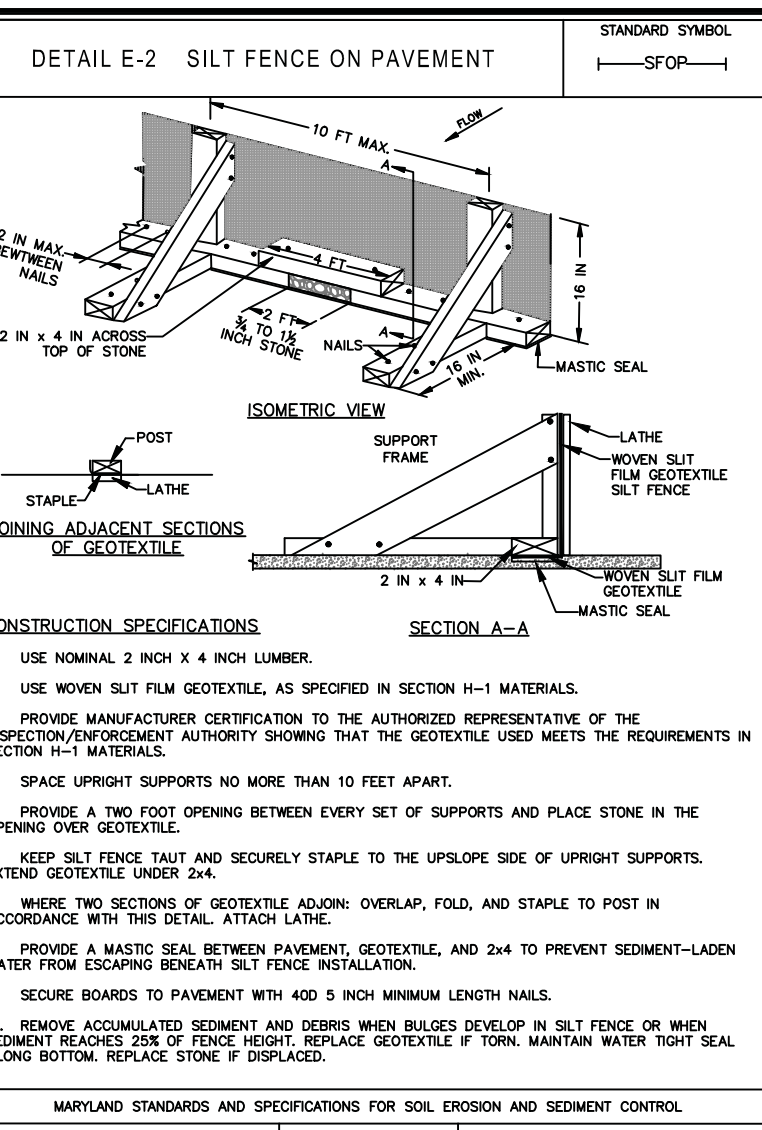 STANDARD SYMBOL
DETAIL E-2 SILT FENCE ON PAVEMENT
SFOP
FLOW
10 FT MAX.
A
2 IN MAX.
NAILS
4 FT
16 IN
2 IN x 4 IN ACROSS
TOP OF STONE
2 FT
¾ TO 1½
INCH STONE
A
NAILS
16 IN
MIN.
MASTIC SEAL
ISOMETRIC VIEW
POST
STAPLE
LATHE
OINING ADJACENT SECTIONS
OF GEOTEXTILE
SUPPORT
FRAME
LATHE
WOVEN SLIT
FILM GEOTEXTILE
SILT FENCE
2 IN x 4 IN
WOVEN SLIT FILM
GEOTEXTILE
MASTIC SEAL
SECTION A-A
ONSTRUCTION SPECIFICATIONS
USE NOMINAL 2 INCH X 4 INCH LUMBER.
USE WOVEN SLIT FILM GEOTEXTILE, AS SPECIFIED IN SECTION H-1 MATERIALS.
PROVIDE MANUFACTURER CERTIFICATION TO THE AUTHORIZED REPRESENTATIVE OF THE
SPECTION/ENFORCEMENT AUTHORITY SHOWING THAT THE GEOTEXTILE USED MEETS THE REQUIREMENTS IN
ECTION H-1 MATERIALS.
SPACE UPRIGHT SUPPORTS NO MORE THAN 10 FEET APART.
PROVIDE A TWO FOOT OPENING BETWEEN EVERY SET OF SUPPORTS AND PLACE STONE IN THE
PENING OVER GEOTEXTILE.
KEEP SILT FENCE TAUT AND SECURELY STAPLE TO THE UPSLOPE SIDE OF UPRIGHT SUPPORTS.
XTEND GEOTEXTILE UNDER 2x4.
WHERE TWO SECTIONS OF GEOTEXTILE ADJOIN: OVERLAP, FOLD, AND STAPLE TO POST IN
CCORDANCE WITH THIS DETAIL. ATTACH LATHE.
PROVIDE A MASTIC SEAL BETWEEN PAVEMENT, GEOTEXTILE, AND 2x4 TO PREVENT SEDIMENT-LADEN
ATER FROM ESCAPING BENEATH SILT FENCE INSTALLATION.
SECURE BOARDS TO PAVEMENT WITH 40D 5 INCH MINIMUM LENGTH NAILS.
. REMOVE ACCUMULATED SEDIMENT AND DEBRIS WHEN BULGES DEVELOP IN SILT FENCE OR WHEN
EDIMENT REACHES 25% OF FENCE HEIGHT. REPLACE GEOTEXTILE IF TORN. MAINTAIN WATER TIGHT SEAL
LONG BOTTOM. REPLACE STONE IF DISPLACED.
MARYLAND STANDARDS AND SPECIFICATIONS FOR SOIL EROSION AND SEDIMENT CONTROL